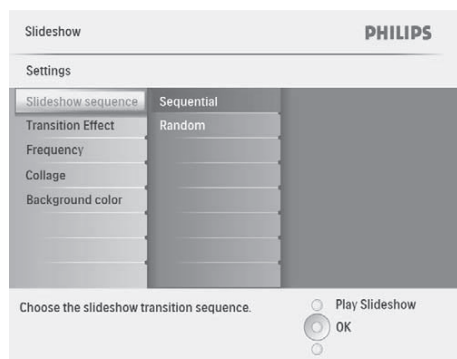 Slideshow PHILIPS
Settings
Slideshow sequence Sequential
Transition Effect Random
Frequency
Collage
Background color
Choose the slideshow transition sequence. Play Slideshow
OK